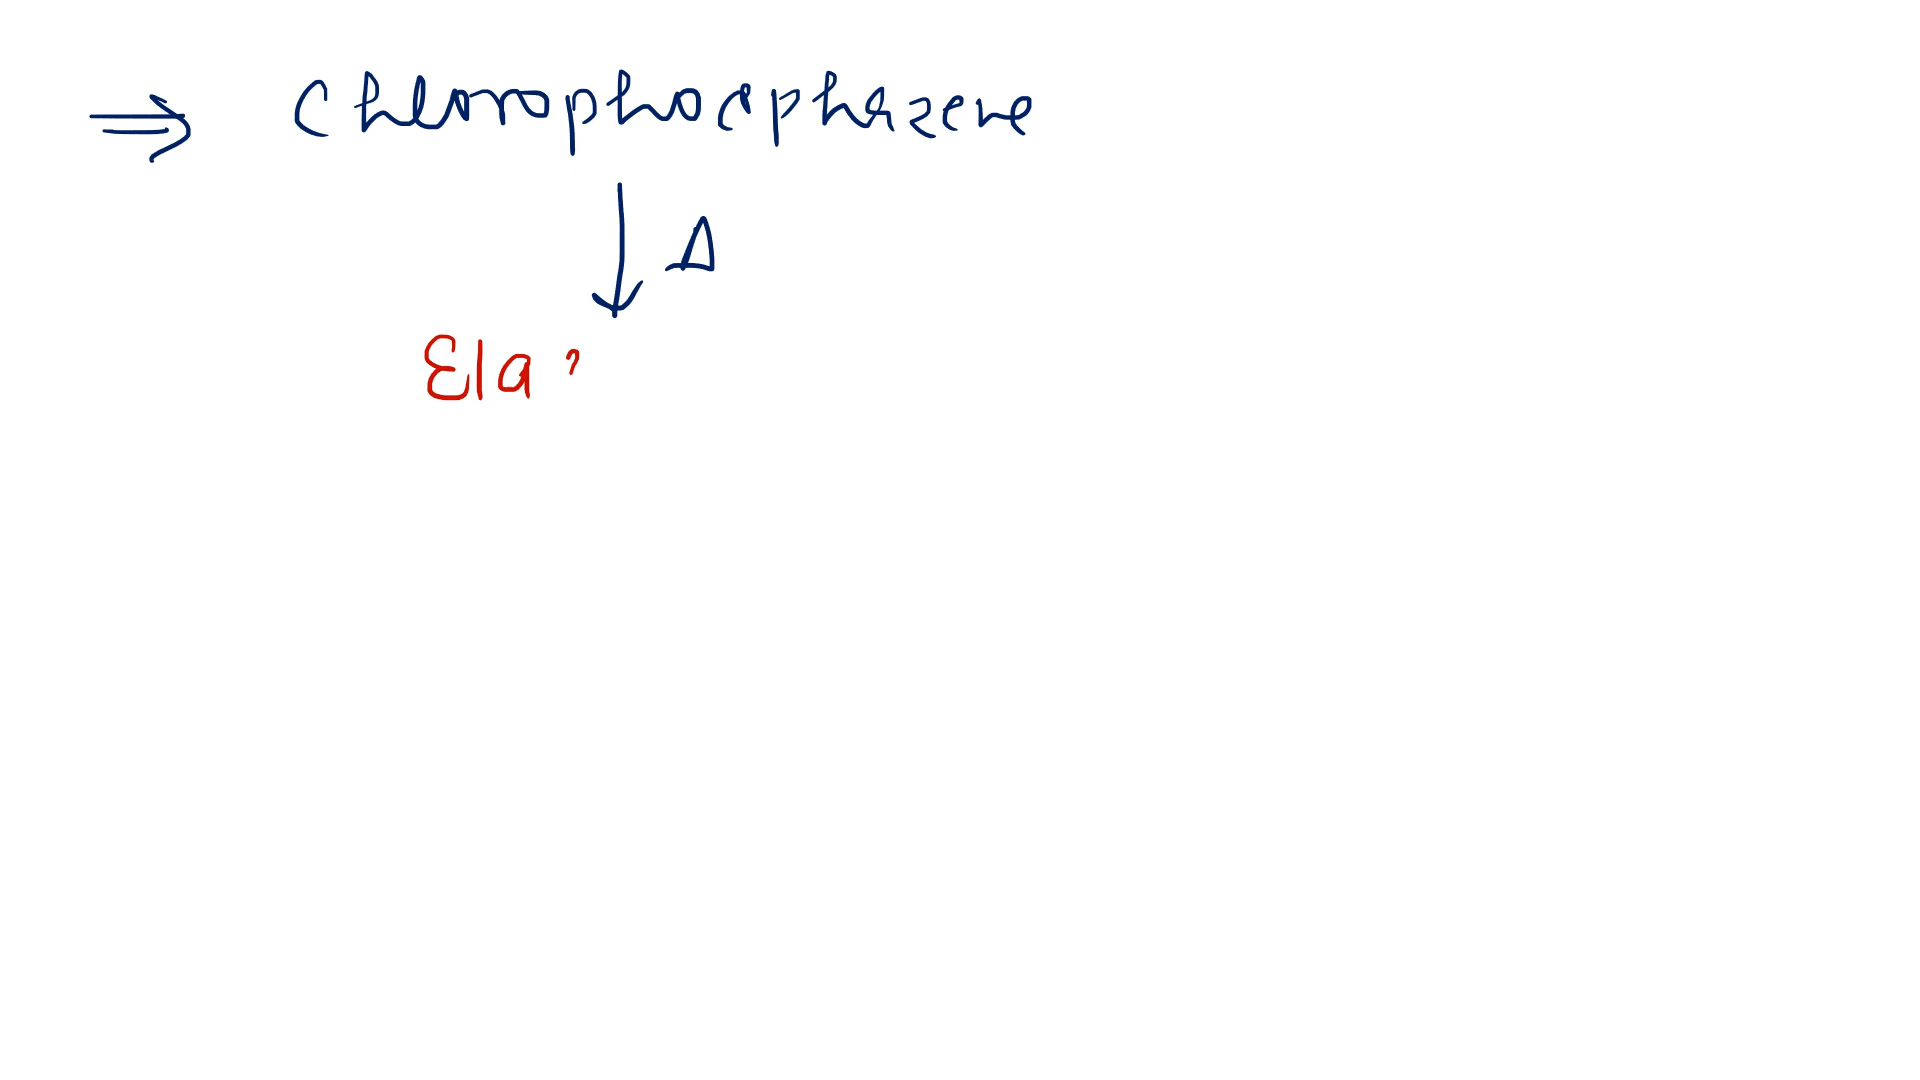 ⇒ Chlorophosphazene
↓ Δ
Ela